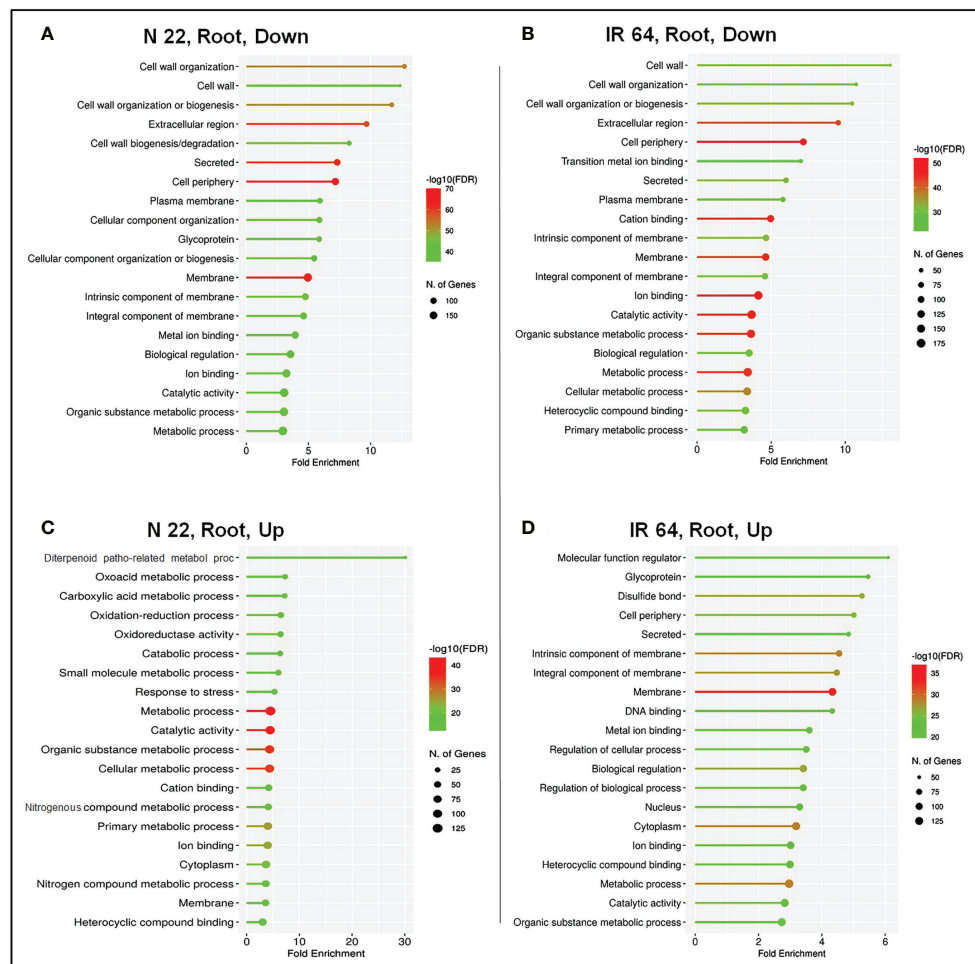 A
N 22, Root, Down
Cell wall organization
Cell wall
Cell wall organization or biogenesis
Extracellular region
Cell wall biogenesis/degradation
Secreted
Cell periphery
Plasma membrane
Cellular component organization
Glycoprotein
Cellular component organization or biogenesis
Membrane
Intrinsic component of membrane
Integral component of membrane
Metal ion binding
Biological regulation
Ion binding
Catalytic activity
Organic substance metabolic process
Metabolic process
0 5 10
Fold Enrichment
-log10(FDR)
70
60
50
40
N. of Genes
100
150
B
IR 64, Root, Down
Cell wall
Cell wall organization
Cell wall organization or biogenesis
Extracellular region
Cell periphery
Transition metal ion binding
Secreted
Plasma membrane
Cation binding
Intrinsic component of membrane
Membrane
Integral component of membrane
Ion binding
Catalytic activity
Organic substance metabolic process
Biological regulation
Metabolic process
Cellular metabolic process
Heterocyclic compound binding
Primary metabolic process
0 5 10
Fold Enrichment
-log10(FDR)
50
40
30
N. of Genes
50
75
100
125
150
175
C
N 22, Root, Up
Diterpenoid patho-related metabol proc
Oxoacid metabolic process
Carboxylic acid metabolic process
Oxidation-reduction process
Oxidoreductase activity
Catabolic process
Small molecule metabolic process
Response to stress
Metabolic process
Catalytic activity
Organic substance metabolic process
Cellular metabolic process
Cation binding
Nitrogenous compound metabolic process
Primary metabolic process
Ion binding
Cytoplasm
Nitrogen compound metabolic process
Membrane
Heterocyclic compound binding
0 10 20 30
Fold Enrichment
-log10(FDR)
40
30
20
N. of Genes
25
50
75
100
125
D
IR 64, Root, Up
Molecular function regulator
Glycoprotein
Disulfide bond
Cell periphery
Secreted
Intrinsic component of membrane
Integral component of membrane
Membrane
DNA binding
Metal ion binding
Regulation of cellular process
Biological regulation
Regulation of biological process
Nucleus
Cytoplasm
Ion binding
Heterocyclic compound binding
Metabolic process
Catalytic activity
Organic substance metabolic process
0 2 4 6
Fold Enrichment
-log10(FDR)
35
30
25
20
N. of Genes
50
75
100
125